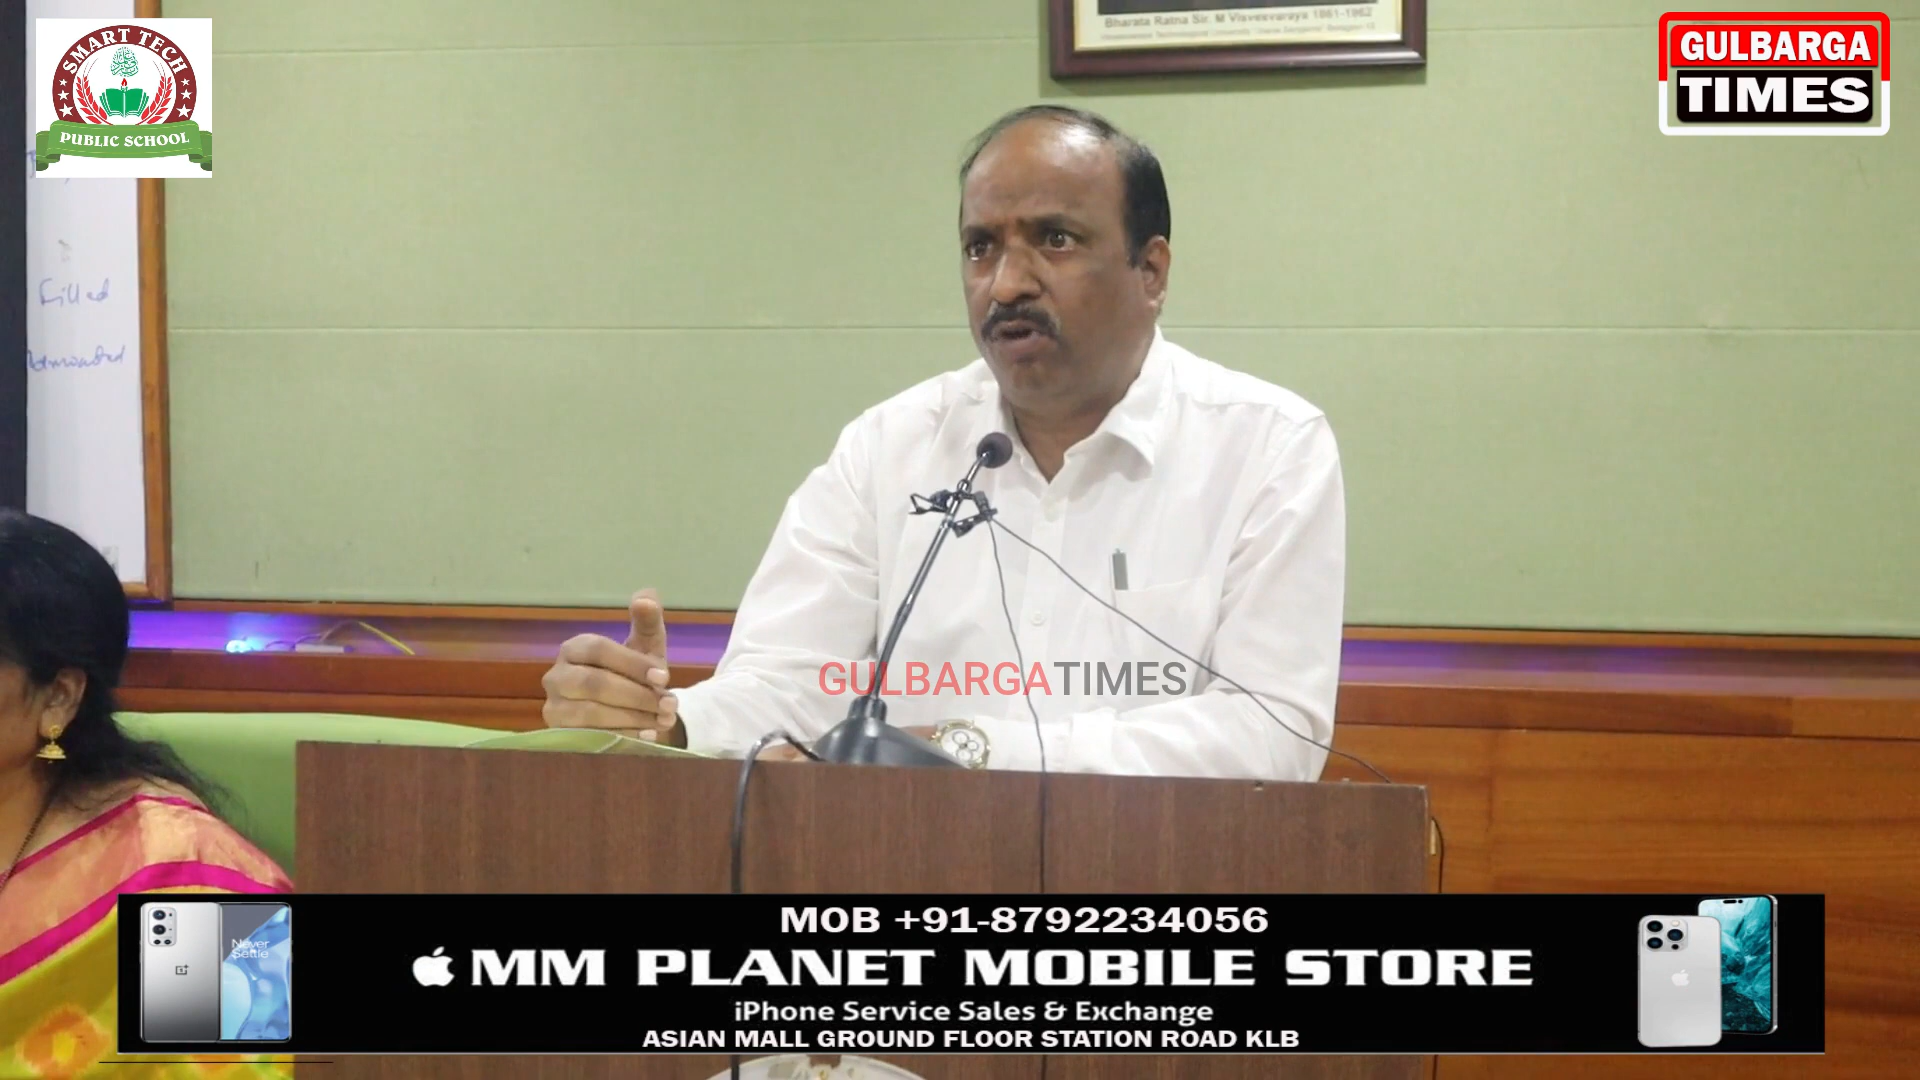 SMART TECH
PUBLIC SCHOOL
Bharata Ratna Sir. M Visvesvaraya 1861-1962
GULBARGA
TIMES
Filled
GULBARGATIMES
MOB +91-8792234056
MM PLANET MOBILE STORE
iPhone Service Sales & Exchange
ASIAN MALL GROUND FLOOR STATION ROAD KLB
Never
Settle